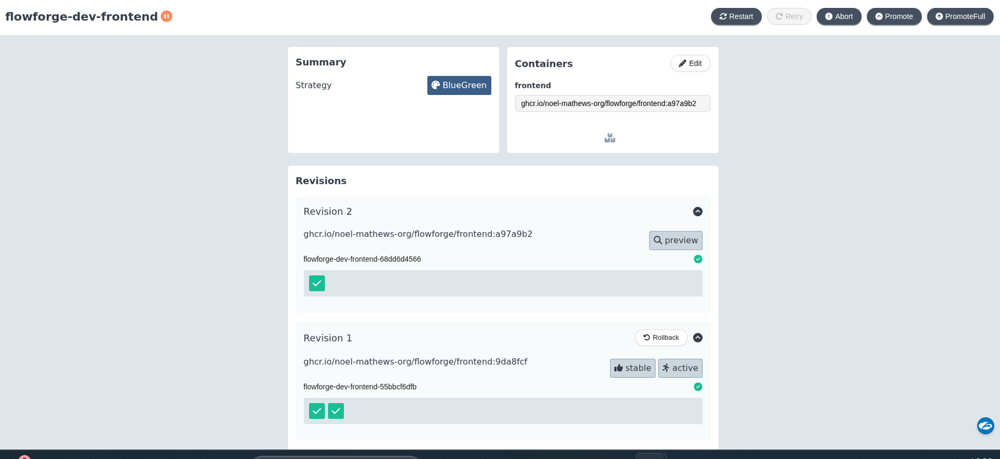 flowforge-dev-frontend
Restart Retry Abort Promote PromoteFull
Summary
Strategy BlueGreen
Containers Edit
frontend
ghcr.io/noel-mathews-org/flowforge/frontend:a97a9b2
Revisions
Revision 2
ghcr.io/noel-mathews-org/flowforge/frontend:a97a9b2
preview
flowforge-dev-frontend-68dd6d4566
Revision 1 Rollback
ghcr.io/noel-mathews-org/flowforge/frontend:9da8fcf
stable active
flowforge-dev-frontend-55bbcf6dfb